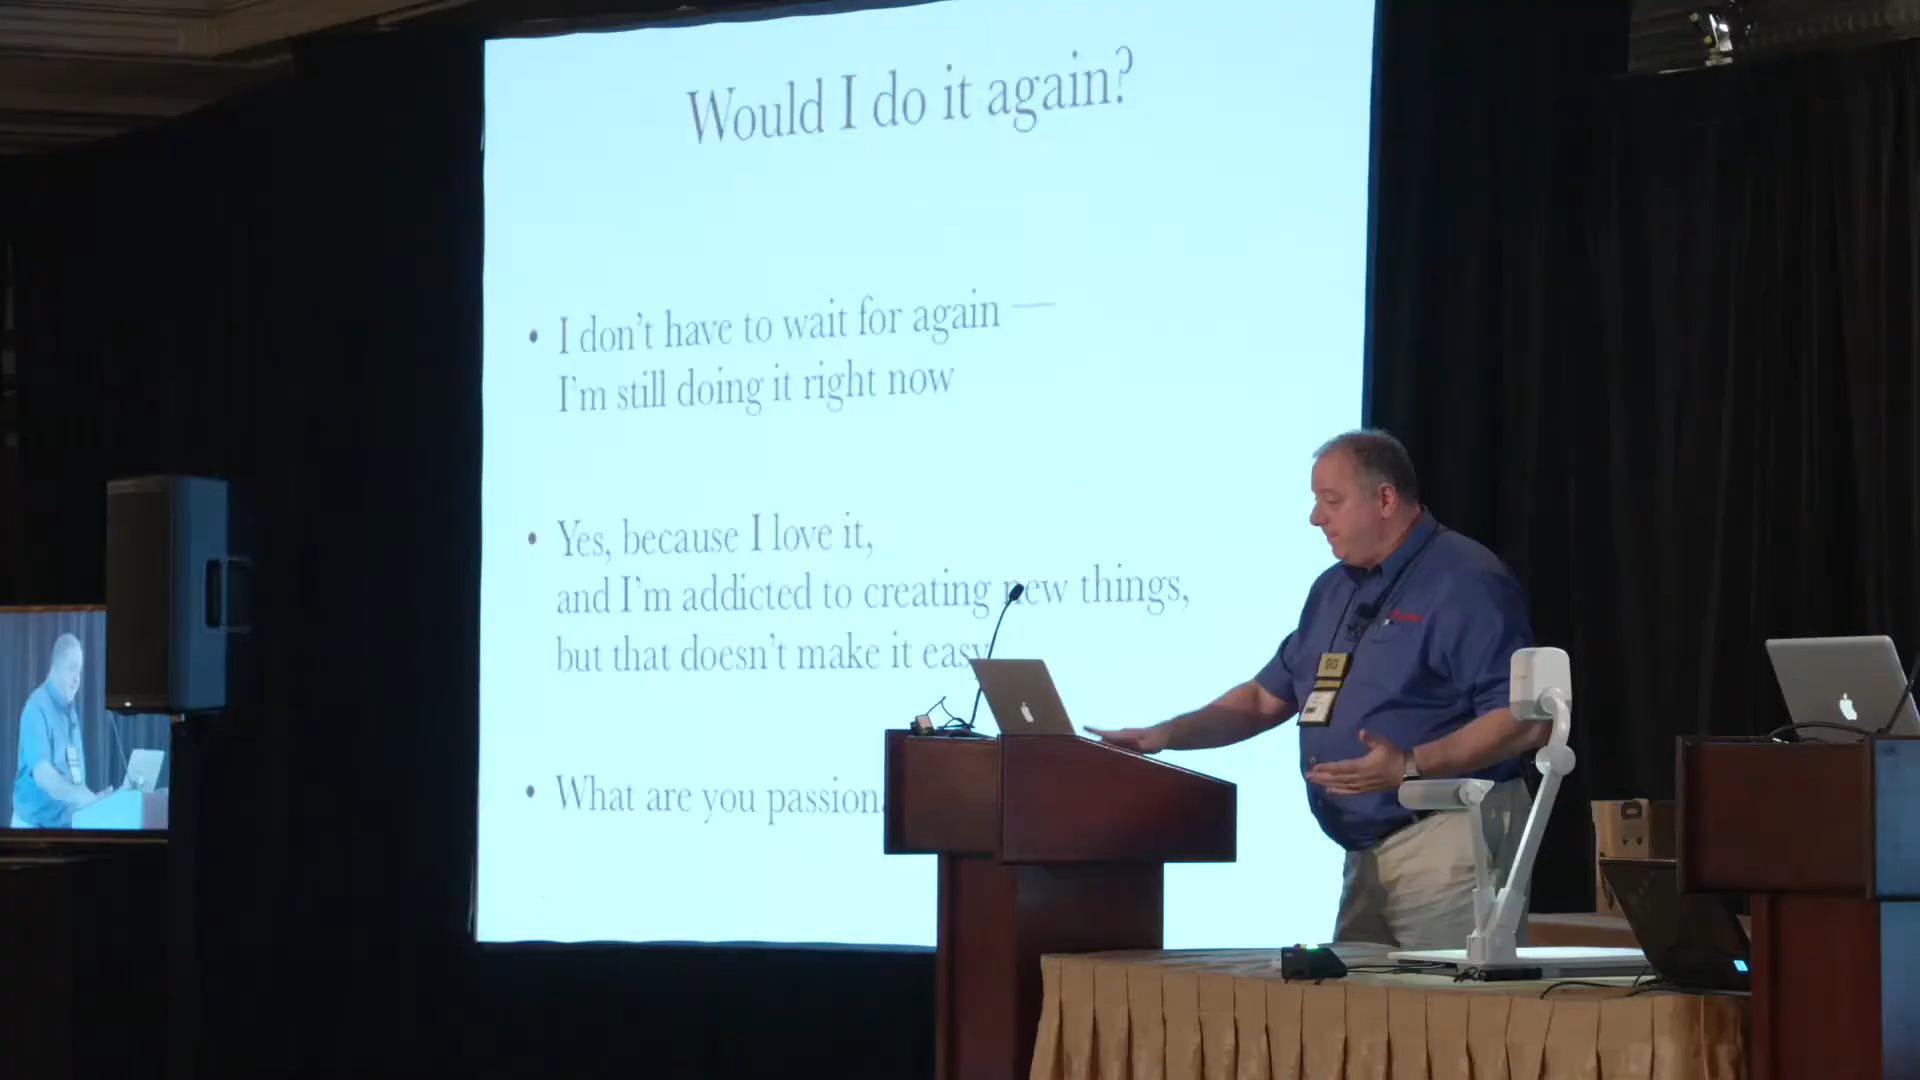 Would I do it again?
• I don't have to wait for again —
I'm still doing it right now
• Yes, because I love it,
and I'm addicted to creating new things,
but that doesn't make it easy
• What are you